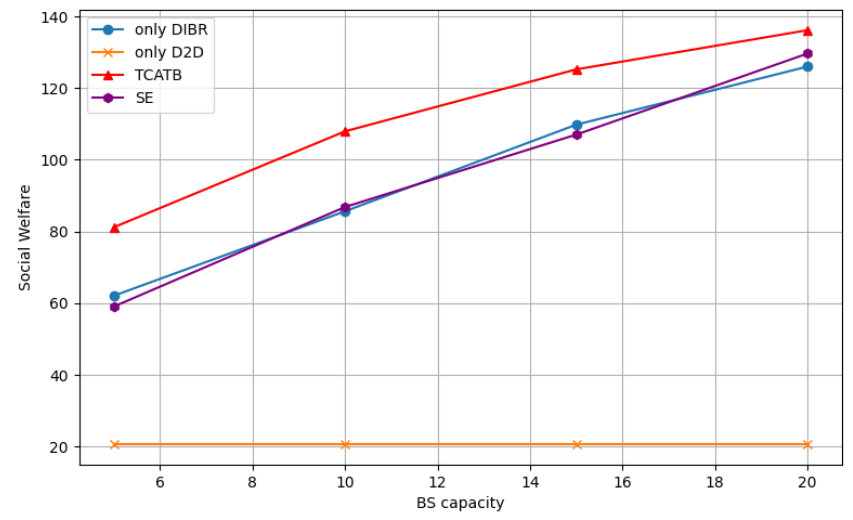 only DIBR
only D2D
TCATB
SE
Social Welfare
140
120
100
80
60
40
20
6 8 10 12 14 16 18 20
BS capacity